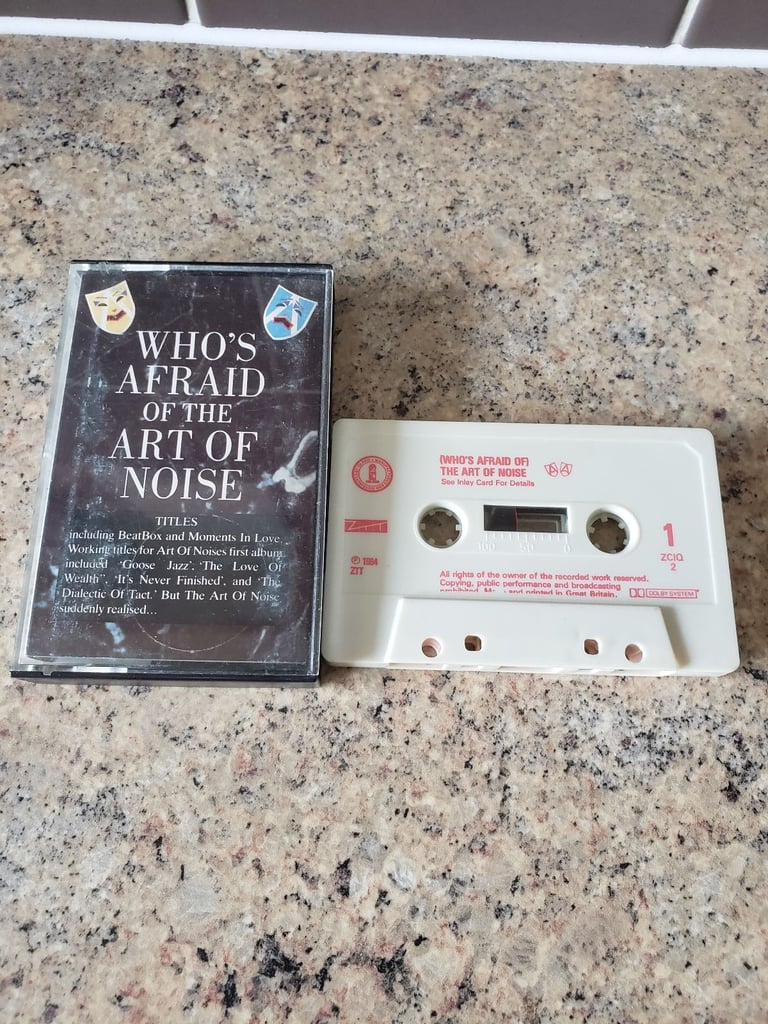 WHO'S
AFRAID
OF THE
ART OF
NOISE
TITLES
including BeatBox and Moments In Love.
Working titles for Art Of Noises first album
included 'Goose Jazz'. 'The Love Of
Wealth'. 'It's Never Finished', and 'The
Dialectic Of Tact.' But The Art Of Noise
suddenly realised...
(WHO'S AFRAID OF)
THE ART OF NOISE
See Inlay Card For Details
ZTT
100 50 0
1
ZCIQ
2
℗ 1984
ZTT
All rights of the owner of the recorded work reserved.
Copying, public performance and broadcasting
prohibited. and printed in Great Britain.
DOLBY SYSTEM